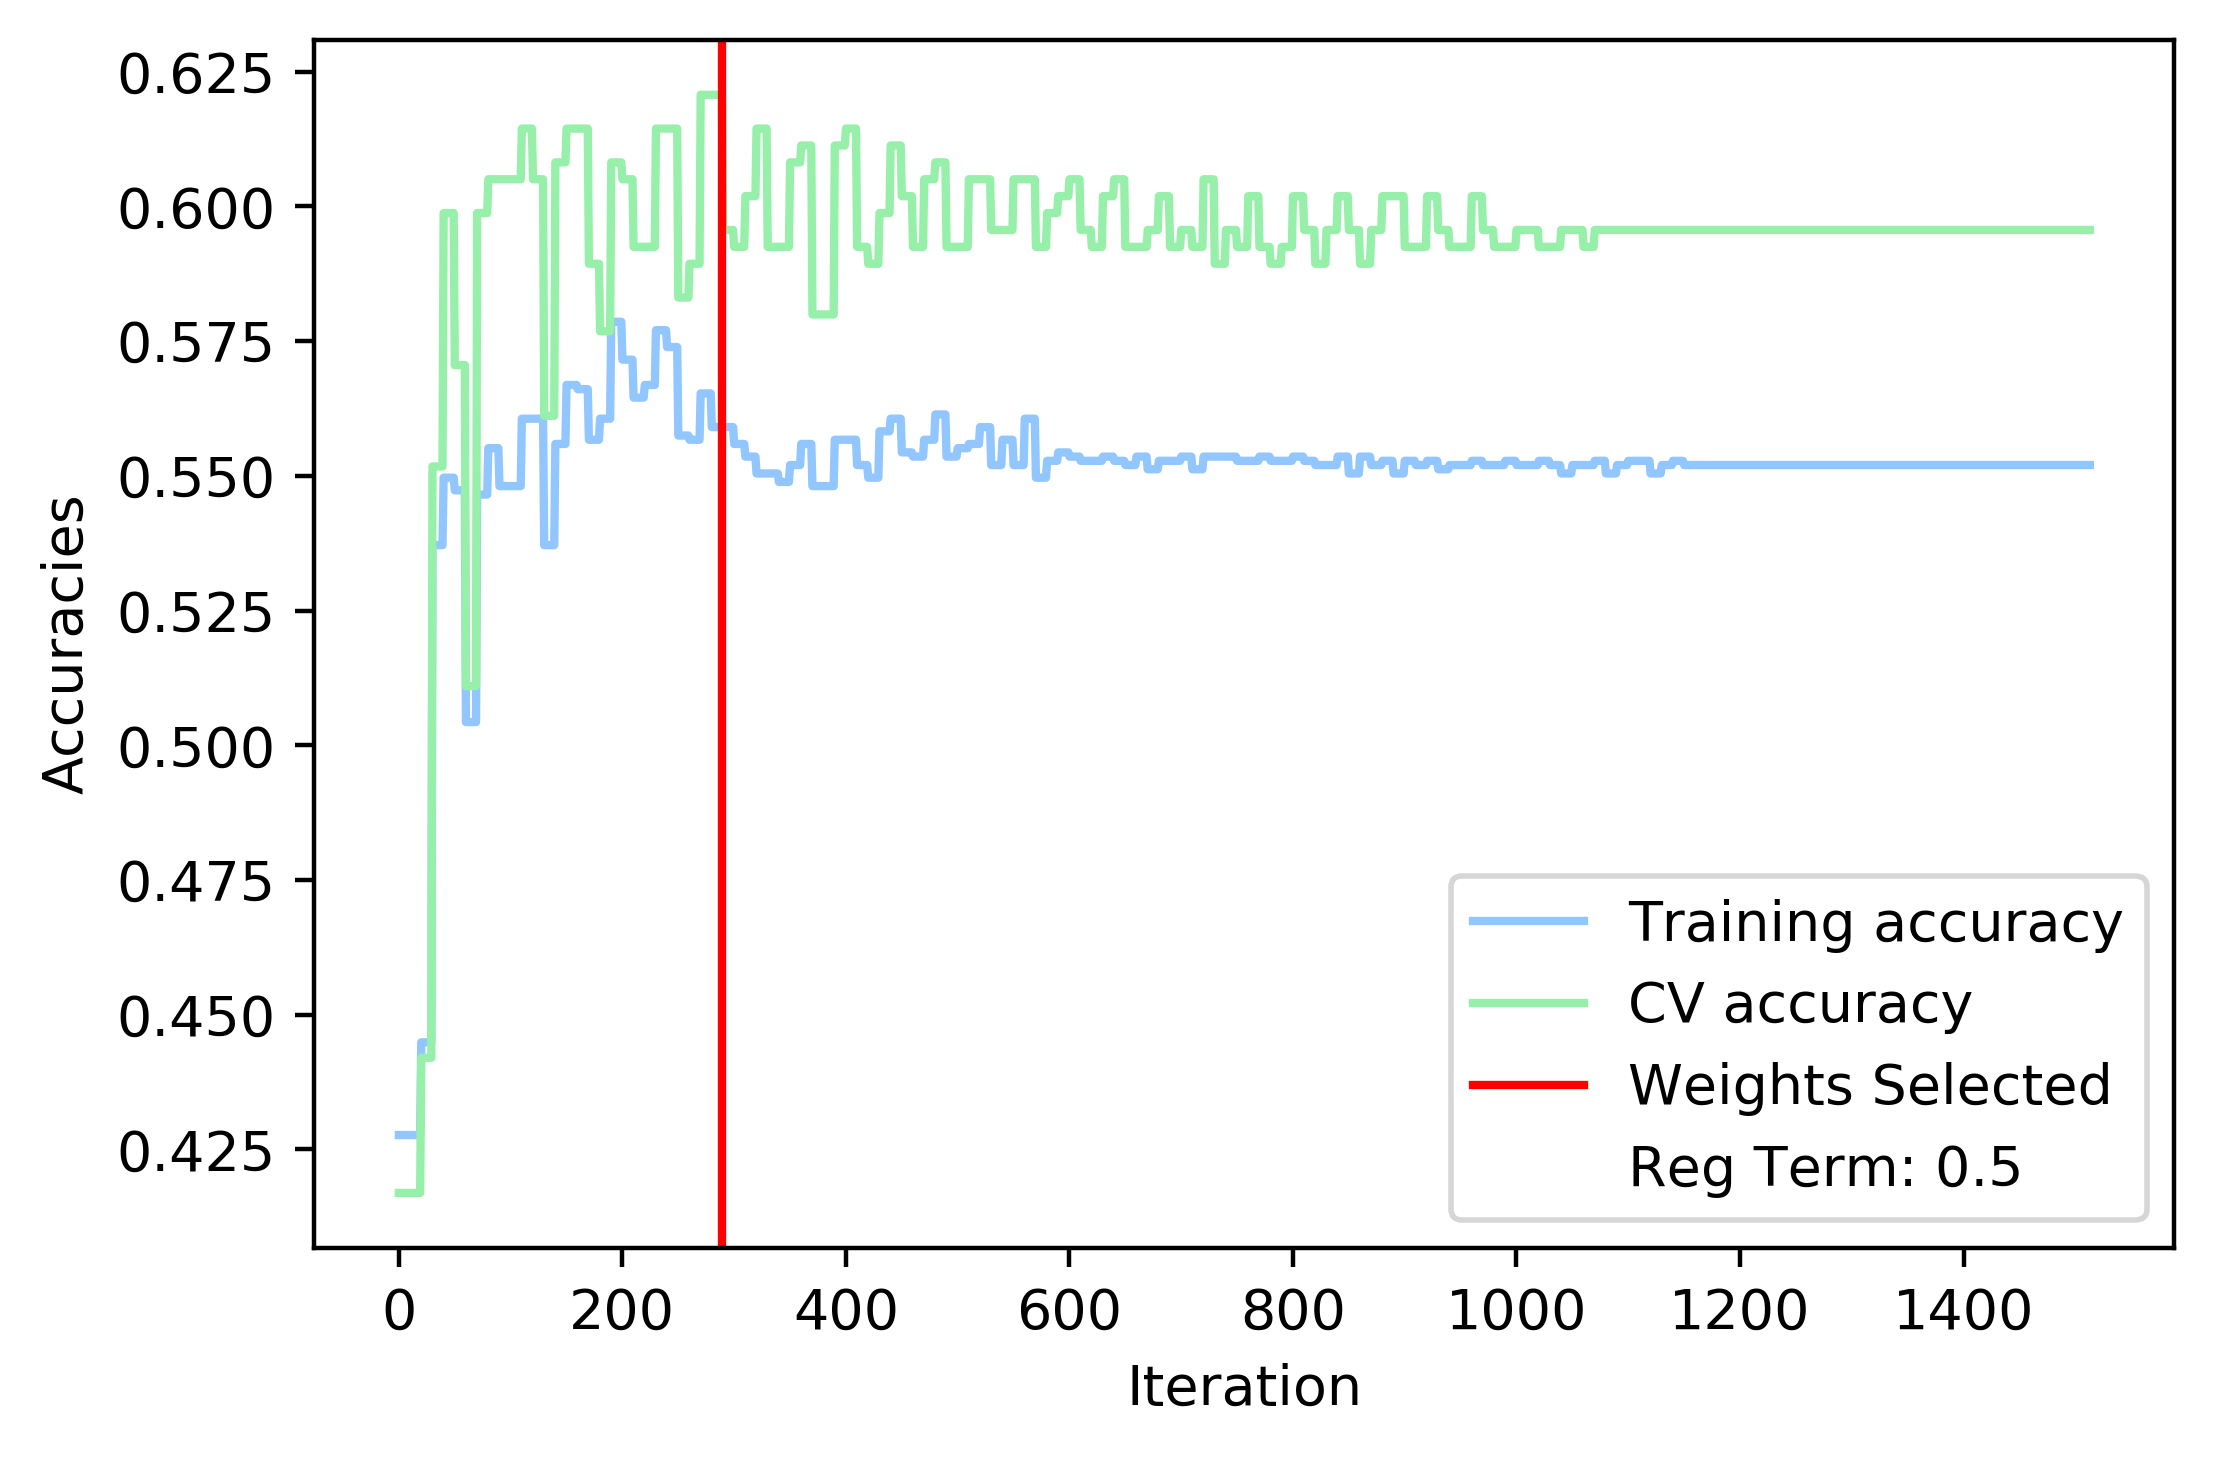 0.625
0.600
0.575
0.550
0.525
0.500
0.475
0.450
0.425
Accuracies
Training accuracy
CV accuracy
Weights Selected
Reg Term: 0.5
0 200 400 600 800 1000 1200 1400
Iteration